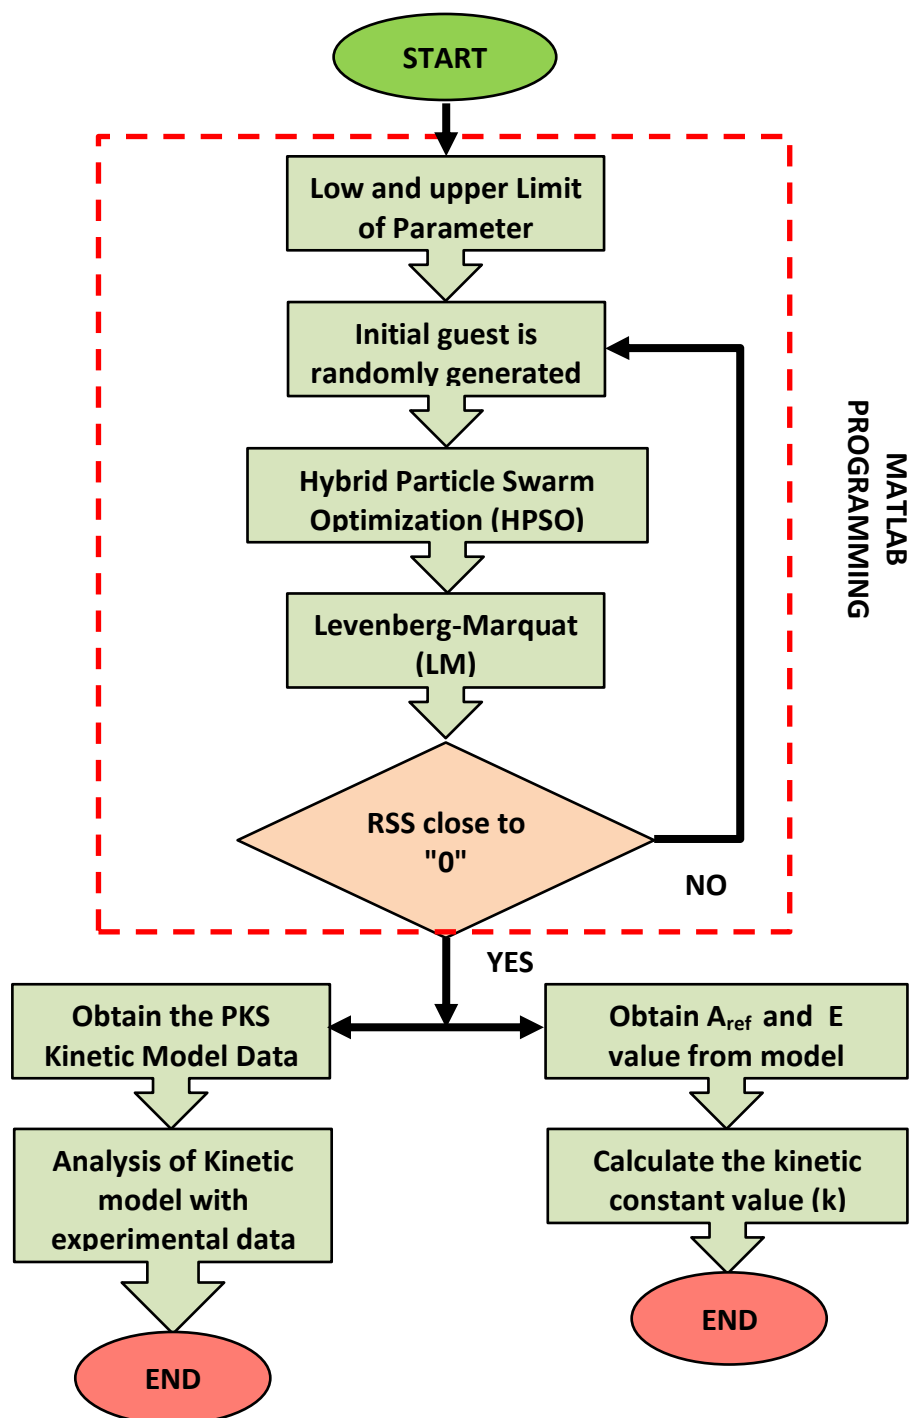 START
Low and upper Limit
of Parameter
Initial guest is
randomly generated
Hybrid Particle Swarm
Optimization (HPSO)
Levenberg-Marquat
(LM)
RSS close to
"0"
NO
YES
MATLAB
PROGRAMMING
Obtain the PKS
Kinetic Model Data
Analysis of Kinetic
model with
experimental data
END
Obtain Aref and E
value from model
Calculate the kinetic
constant value (k)
END